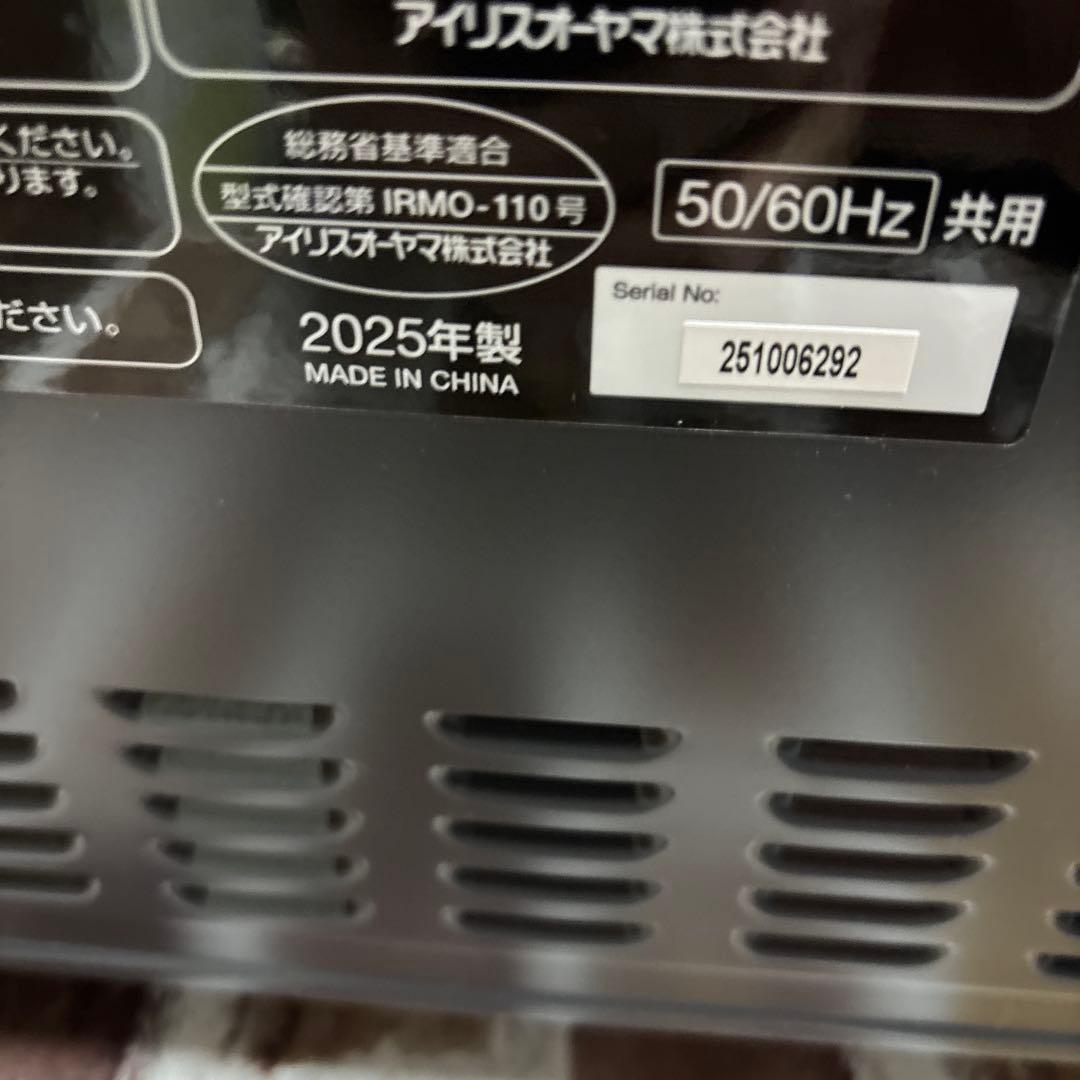 アイリスオーヤマ株式会社
ください。
ります。
ださい。
総務省基準適合
型式確認第 IRMO-110 号
アイリスオーヤマ株式会社
50/60Hz 共用
2025年製
MADE IN CHINA
Serial No:
251006292